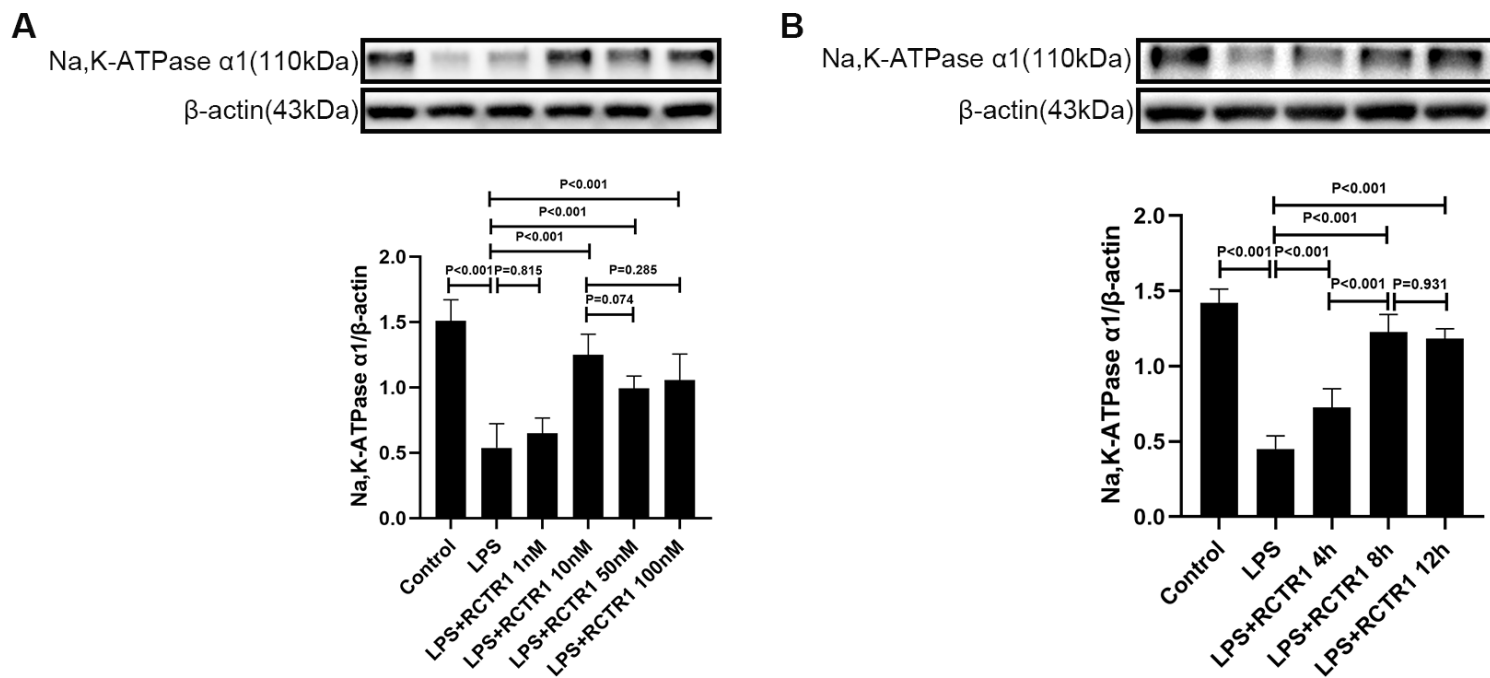 A
Na,K-ATPase α1(110kDa)
β-actin(43kDa)
P<0.001
P<0.001
P<0.001
P<0.001
P=0.815
P=0.285
P=0.074
Na,K-ATPase α1/β-actin
2.0
1.5
1.0
0.5
0.0
Control
LPS
LPS+RCTR1 1nM
LPS+RCTR1 10nM
LPS+RCTR1 50nM
LPS+RCTR1 100nM
B
Na,K-ATPase α1(110kDa)
β-actin(43kDa)
P<0.001
P<0.001
P<0.001
P<0.001
P<0.001
P=0.931
Na,K-ATPase α1/β-actin
2.0
1.5
1.0
0.5
0.0
Control
LPS
LPS+RCTR1 4h
LPS+RCTR1 8h
LPS+RCTR1 12h